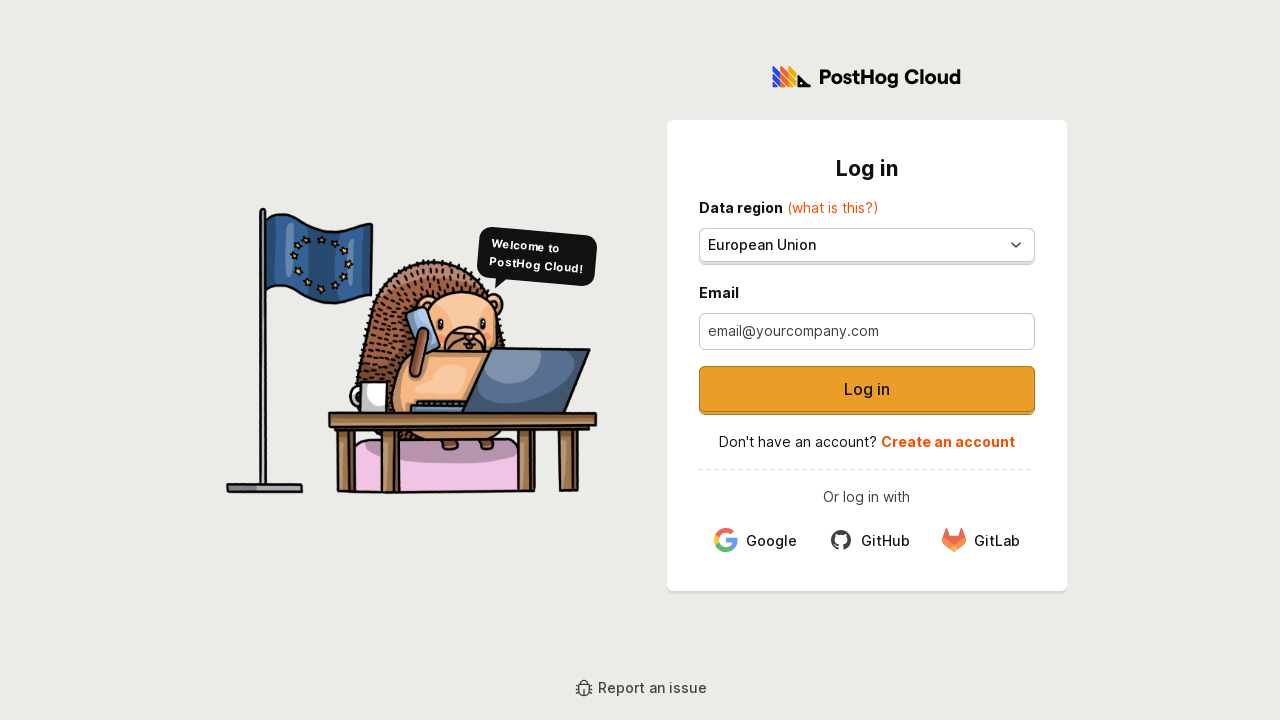 PostHog Cloud
Welcome to
PostHog Cloud!
Log in
Data region (what is this?)
European Union
Email
email@yourcompany.com
Log in
Don't have an account? Create an account
Or log in with
Google GitHub GitLab
Report an issue